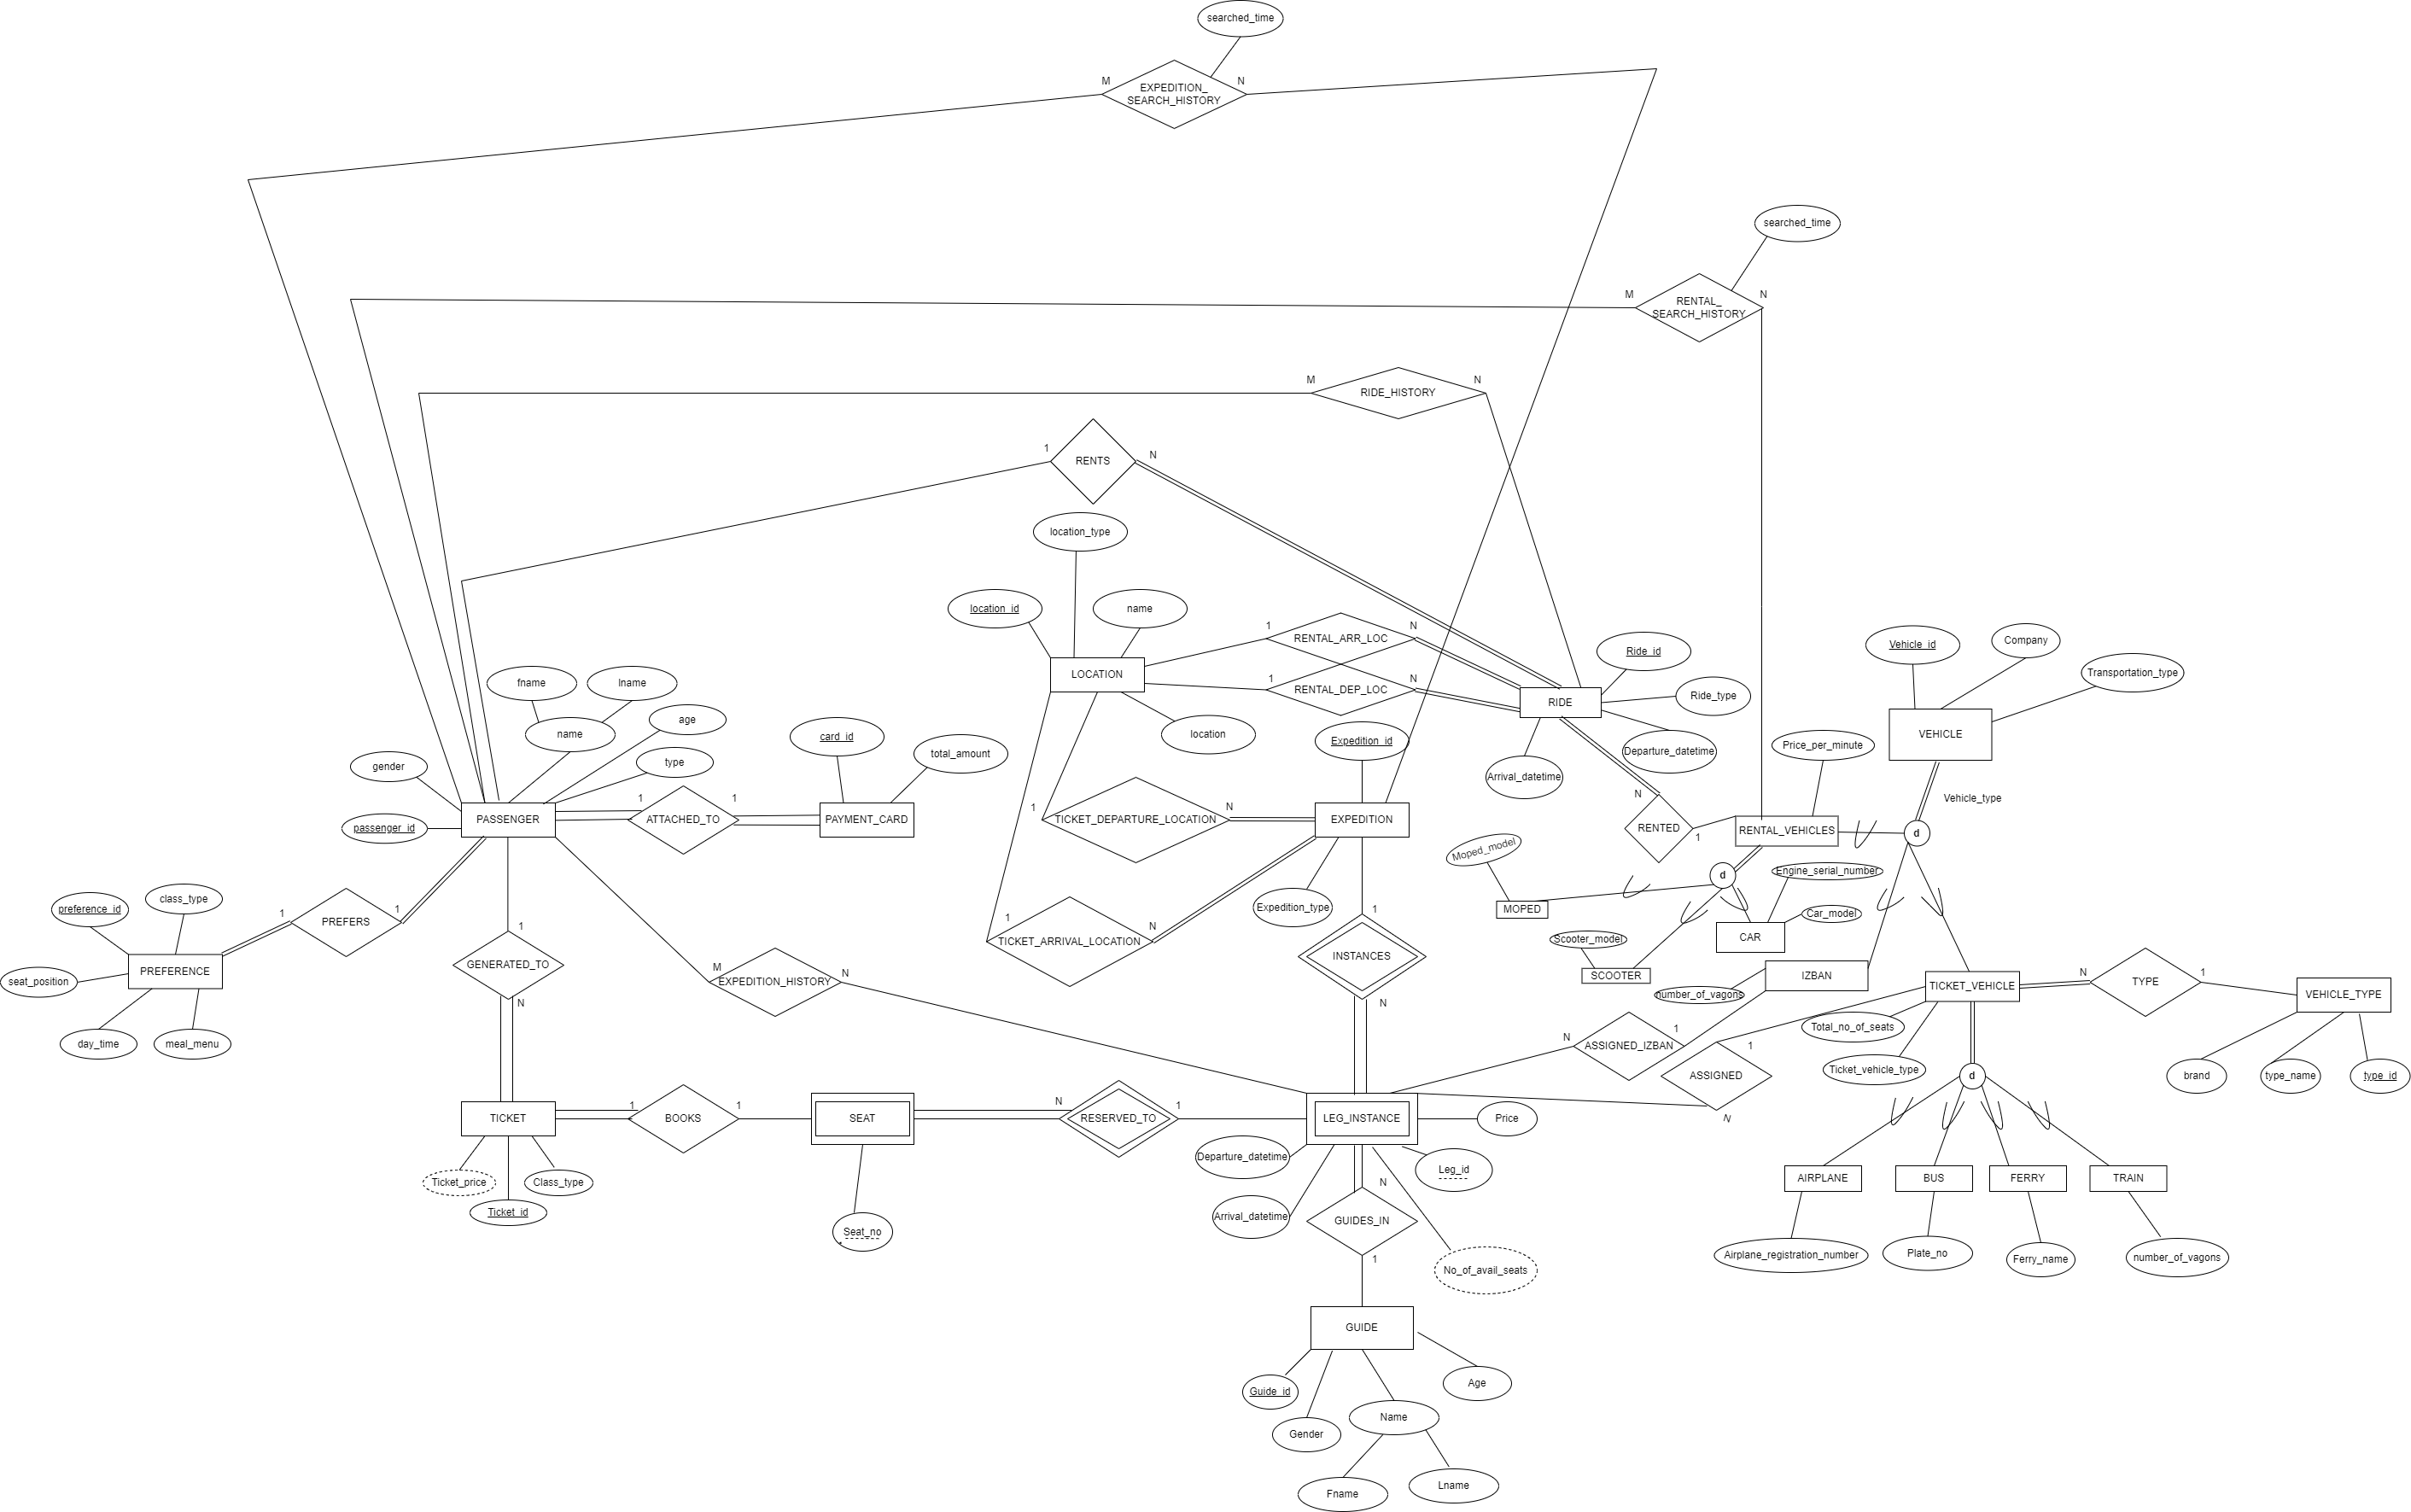 searched_time
M
EXPEDITION_
SEARCH_HISTORY
N
searched_time
M
RENTAL_
SEARCH_HISTORY
N
M
RIDE_HISTORY
N
1
RENTS
N
location_type
location_id
name
1
RENTAL_ARR_LOC
N
LOCATION
1
RENTAL_DEP_LOC
N
location
Ride_id
RIDE
Ride_type
Departure_datetime
Arrival_datetime
Vehicle_id
Company
Transportation_type
VEHICLE
Vehicle_type
Price_per_minute
fname
lname
name
age
type
gender
passenger_id
PASSENGER
1
ATTACHED_TO
1
card_id
total_amount
PAYMENT_CARD
1
TICKET_DEPARTURE_LOCATION
N
Expedition_id
EXPEDITION
Expedition_type
1
TICKET_ARRIVAL_LOCATION
N
N
RENTED
1
RENTAL_VEHICLES
d
d
Moped_model
MOPED
Engine_serial_number
Car_model
CAR
Scooter_model
SCOOTER
number_of_vagons
IZBAN
preference_id
class_type
1
PREFERS
1
PREFERENCE
seat_position
day_time
meal_menu
1
GENERATED_TO
N
M
EXPEDITION_HISTORY
N
1
INSTANCES
N
N
ASSIGNED_IZBAN
1
1
ASSIGNED
N
TICKET_VEHICLE
N
TYPE
1
VEHICLE_TYPE
Total_no_of_seats
Ticket_vehicle_type
brand
type_name
type_id
d
TICKET
1
BOOKS
1
SEAT
N
RESERVED_TO
1
LEG_INSTANCE
Price
Departure_datetime
Leg_id
Ticket_price
Class_type
Ticket_id
Seat_no
Arrival_datetime
N
GUIDES_IN
1
No_of_avail_seats
AIRPLANE
BUS
FERRY
TRAIN
Airplane_registration_number
Plate_no
Ferry_name
number_of_vagons
GUIDE
Guide_id
Gender
Name
Age
Fname
Lname